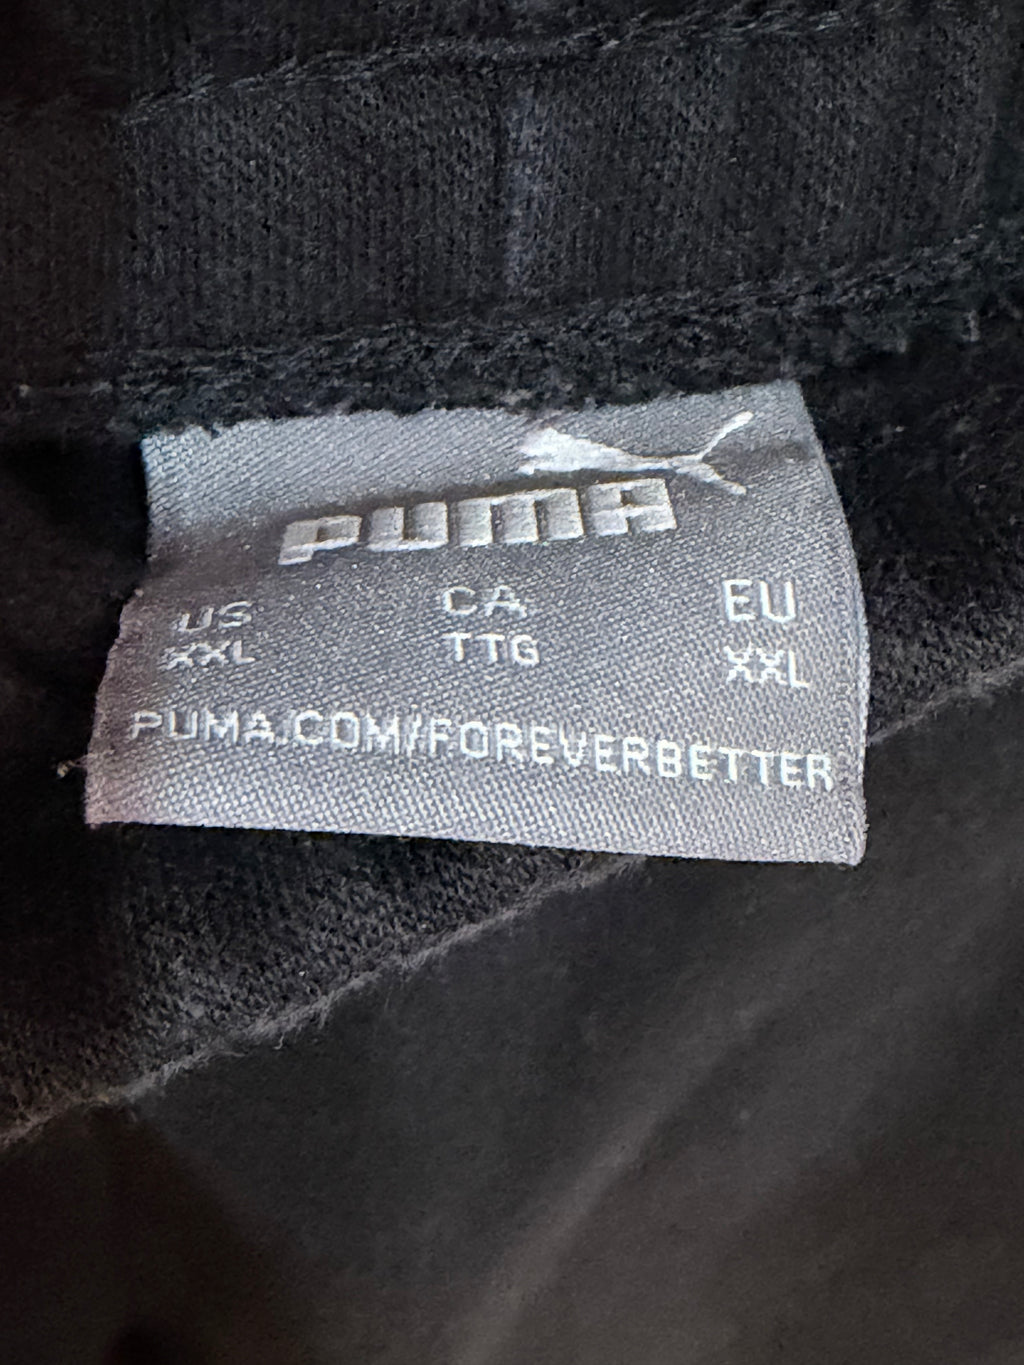 PUMA
US CA EU
XXL TTG XXL
PUMA.COM/FOREVERBETTER